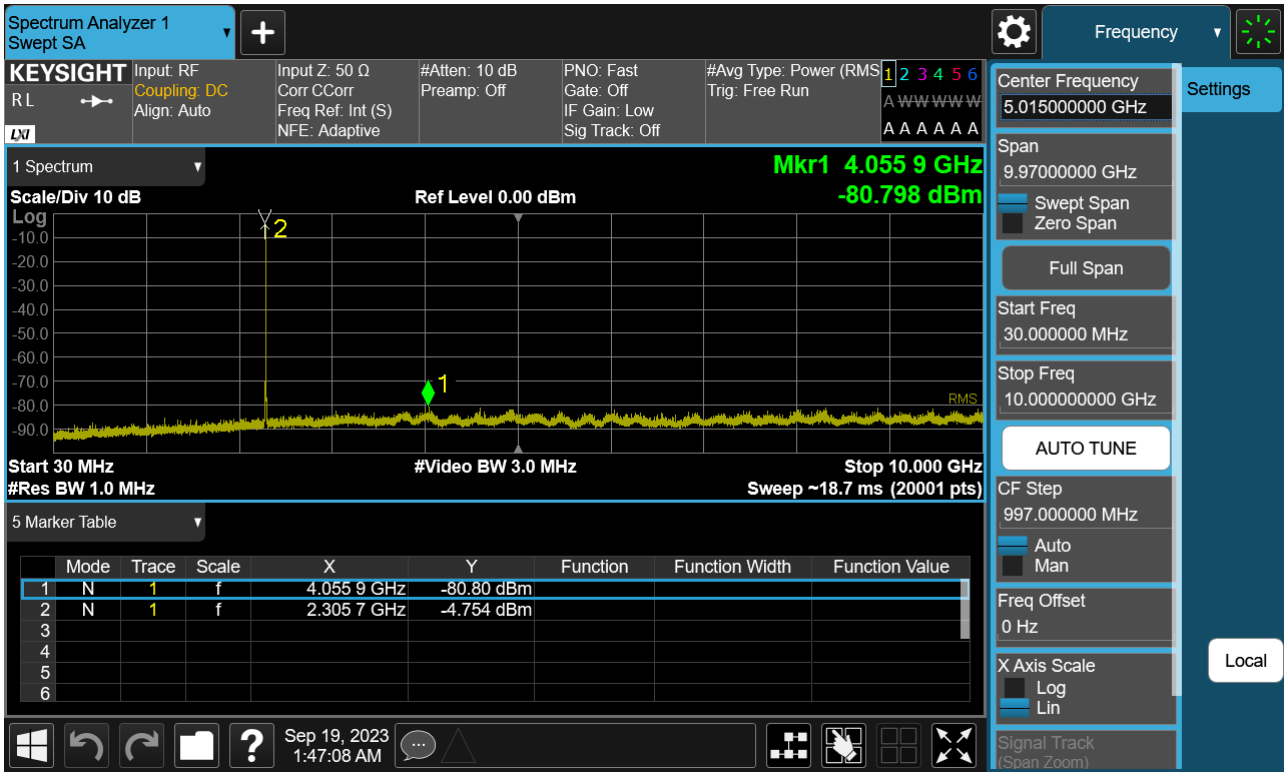 Spectrum Analyzer 1
Swept SA
+
Frequency
KEYSIGHT
R L
LXI
Input: RF
Coupling: DC
Align: Auto
Input Z: 50 Ω
Corr CCorr
Freq Ref: Int (S)
NFE: Adaptive
#Atten: 10 dB
Preamp: Off
PNO: Fast
Gate: Off
IF Gain: Low
Sig Track: Off
#Avg Type: Power (RMS
Trig: Free Run
1 2 3 4 5 6
A W W W W W
A A A A A A
1 Spectrum
Mkr1 4.055 9 GHz
-80.798 dBm
Scale/Div 10 dB
Ref Level 0.00 dBm
Log
2
-10.0
-20.0
-30.0
-40.0
-50.0
-60.0
-70.0
1
-80.0
RMS
-90.0
Start 30 MHz
#Video BW 3.0 MHz
Stop 10.000 GHz
#Res BW 1.0 MHz
Sweep ~18.7 ms (20001 pts)
5 Marker Table
Mode Trace Scale X Y Function Function Width Function Value
1 N 1 f 4.055 9 GHz -80.80 dBm
2 N 1 f 2.305 7 GHz -4.754 dBm
3
4
5
6
Center Frequency
5.015000000 GHz
Span
9.97000000 GHz
Swept Span
Zero Span
Full Span
Start Freq
30.000000 MHz
Stop Freq
10.000000000 GHz
AUTO TUNE
CF Step
997.000000 MHz
Auto
Man
Freq Offset
0 Hz
X Axis Scale
Log
Lin
Signal Track
(Span Zoom)
Settings
Local
?
Sep 19, 2023
1:47:08 AM